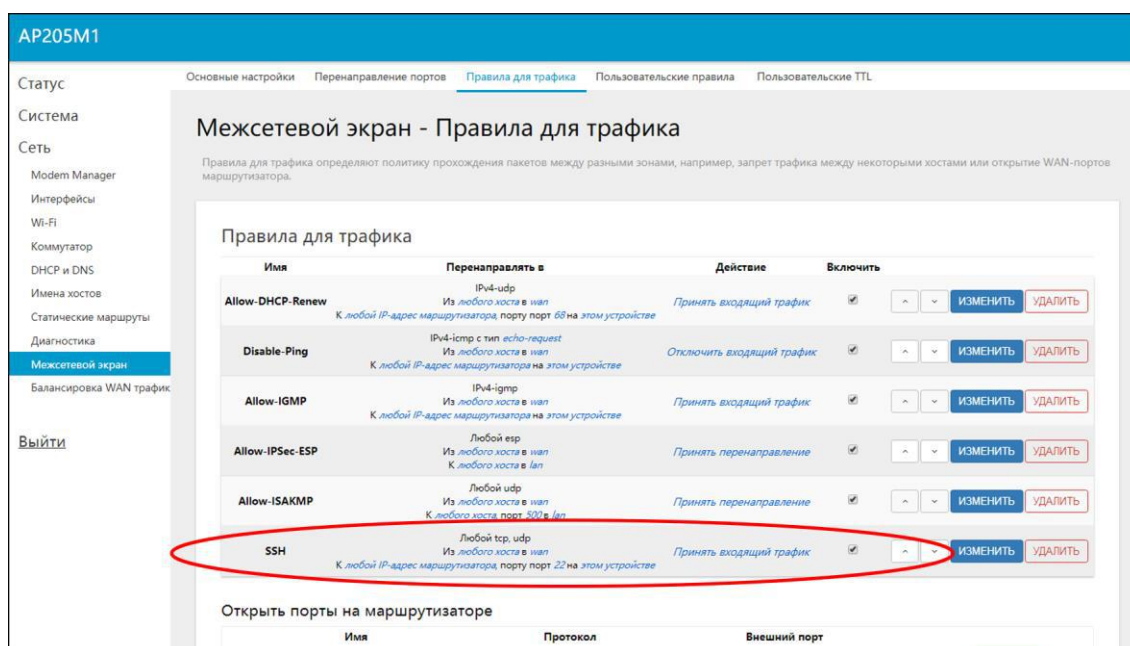 AP205M1
Статус
Система
Сеть
Modem Manager
Интерфейсы
Wi-Fi
Коммутатор
DHCP и DNS
Имена хостов
Статические маршруты
Диагностика
Межсетевой экран
Балансировка WAN трафик
Выйти
Основные настройки Перенаправление портов Правила для трафика Пользовательские правила Пользовательские TTL
Межсетевой экран - Правила для трафика
Правила для трафика определяют политику прохождения пакетов между разными зонами, например, запрет трафика между некоторыми хостами или открытие WAN-портов
маршрутизатора.
Правила для трафика
Имя Перенаправлять в Действие Включить
IPv4-udp
Allow-DHCP-Renew Из любого хоста в wan Принять входящий трафик ИЗМЕНИТЬ УДАЛИТЬ
К любой IP-адрес маршрутизатора, порту порт 68 на этом устройстве
IPv4-icmp с тип echo-request
Disable-Ping Из любого хоста в wan Отключить входящий трафик ИЗМЕНИТЬ УДАЛИТЬ
К любой IP-адрес маршрутизатора на этом устройстве
IPv4-igmp
Allow-IGMP Из любого хоста в wan Принять входящий трафик ИЗМЕНИТЬ УДАЛИТЬ
К любой IP-адрес маршрутизатора на этом устройстве
Любой esp
Allow-IPSec-ESP Из любого хоста в wan Принять перенаправление ИЗМЕНИТЬ УДАЛИТЬ
К любого хоста в lan
Любой udp
Allow-ISAKMP Из любого хоста в wan Принять перенаправление ИЗМЕНИТЬ УДАЛИТЬ
К любого хоста, порт 500 в lan
Любой tcp, udp
SSH Из любого хоста в wan Принять входящий трафик ИЗМЕНИТЬ УДАЛИТЬ
К любой IP-адрес маршрутизатора, порту порт 22 на этом устройстве
Открыть порты на маршрутизаторе
Имя Протокол Внешний порт